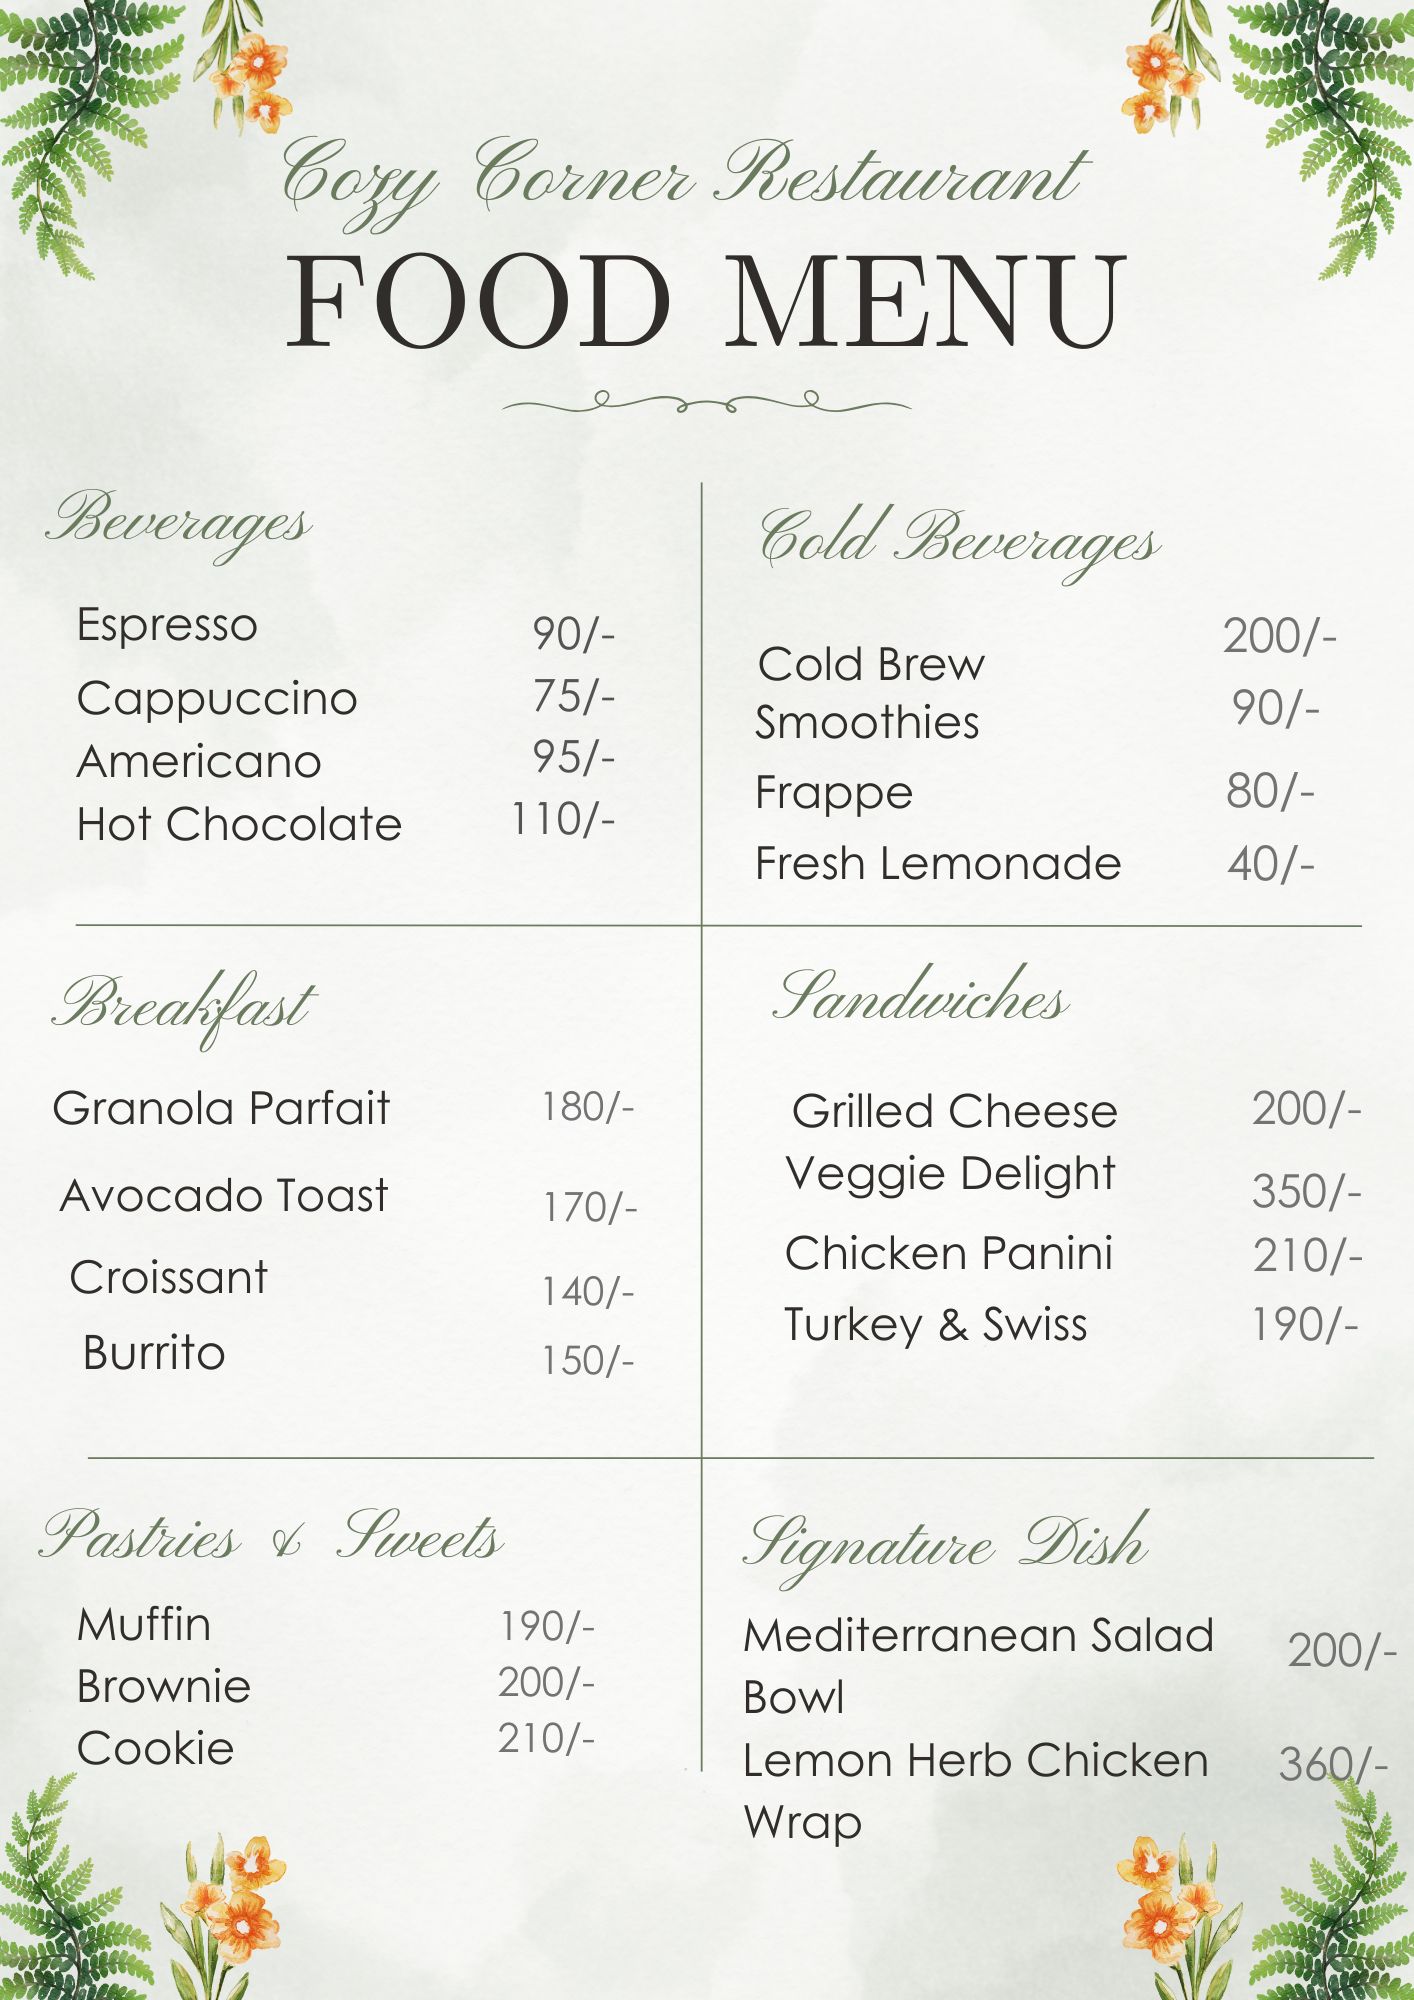 Cozy Corner Restaurant
FOOD MENU
Beverages
Espresso 90/-
Cappuccino 75/-
Americano 95/-
Hot Chocolate 110/-
Cold Beverages
Cold Brew 200/-
Smoothies 90/-
Frappe 80/-
Fresh Lemonade 40/-
Breakfast
Granola Parfait 180/-
Avocado Toast 170/-
Croissant 140/-
Burrito 150/-
Sandwiches
Grilled Cheese 200/-
Veggie Delight 350/-
Chicken Panini 210/-
Turkey & Swiss 190/-
Pastries & Sweets
Muffin 190/-
Brownie 200/-
Cookie 210/-
Signature Dish
Mediterranean Salad 200/-
Bowl
Lemon Herb Chicken 360/-
Wrap